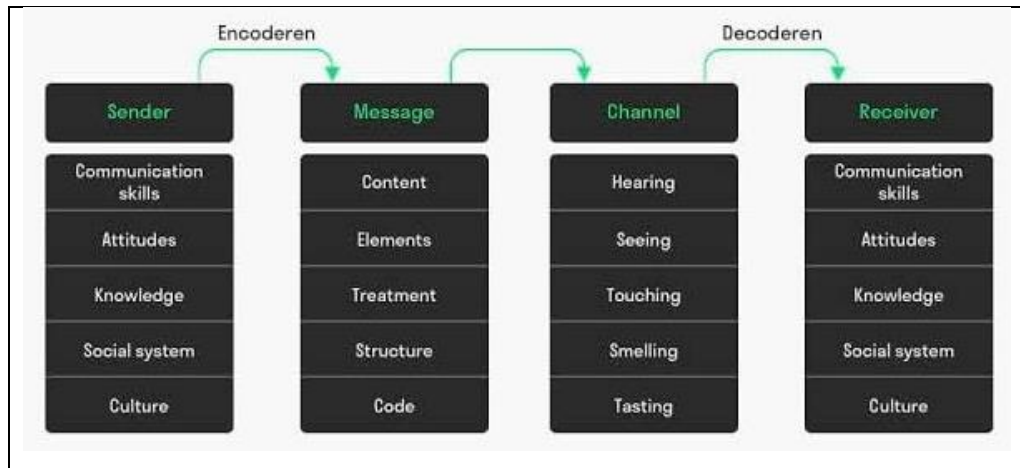 Encoderen
Decoderen
Sender
Message
Channel
Receiver
Communication
skills
Content
Hearing
Communication
skills
Attitudes
Elements
Seeing
Attitudes
Knowledge
Treatment
Touching
Knowledge
Social system
Structure
Smelling
Social system
Culture
Code
Tasting
Culture